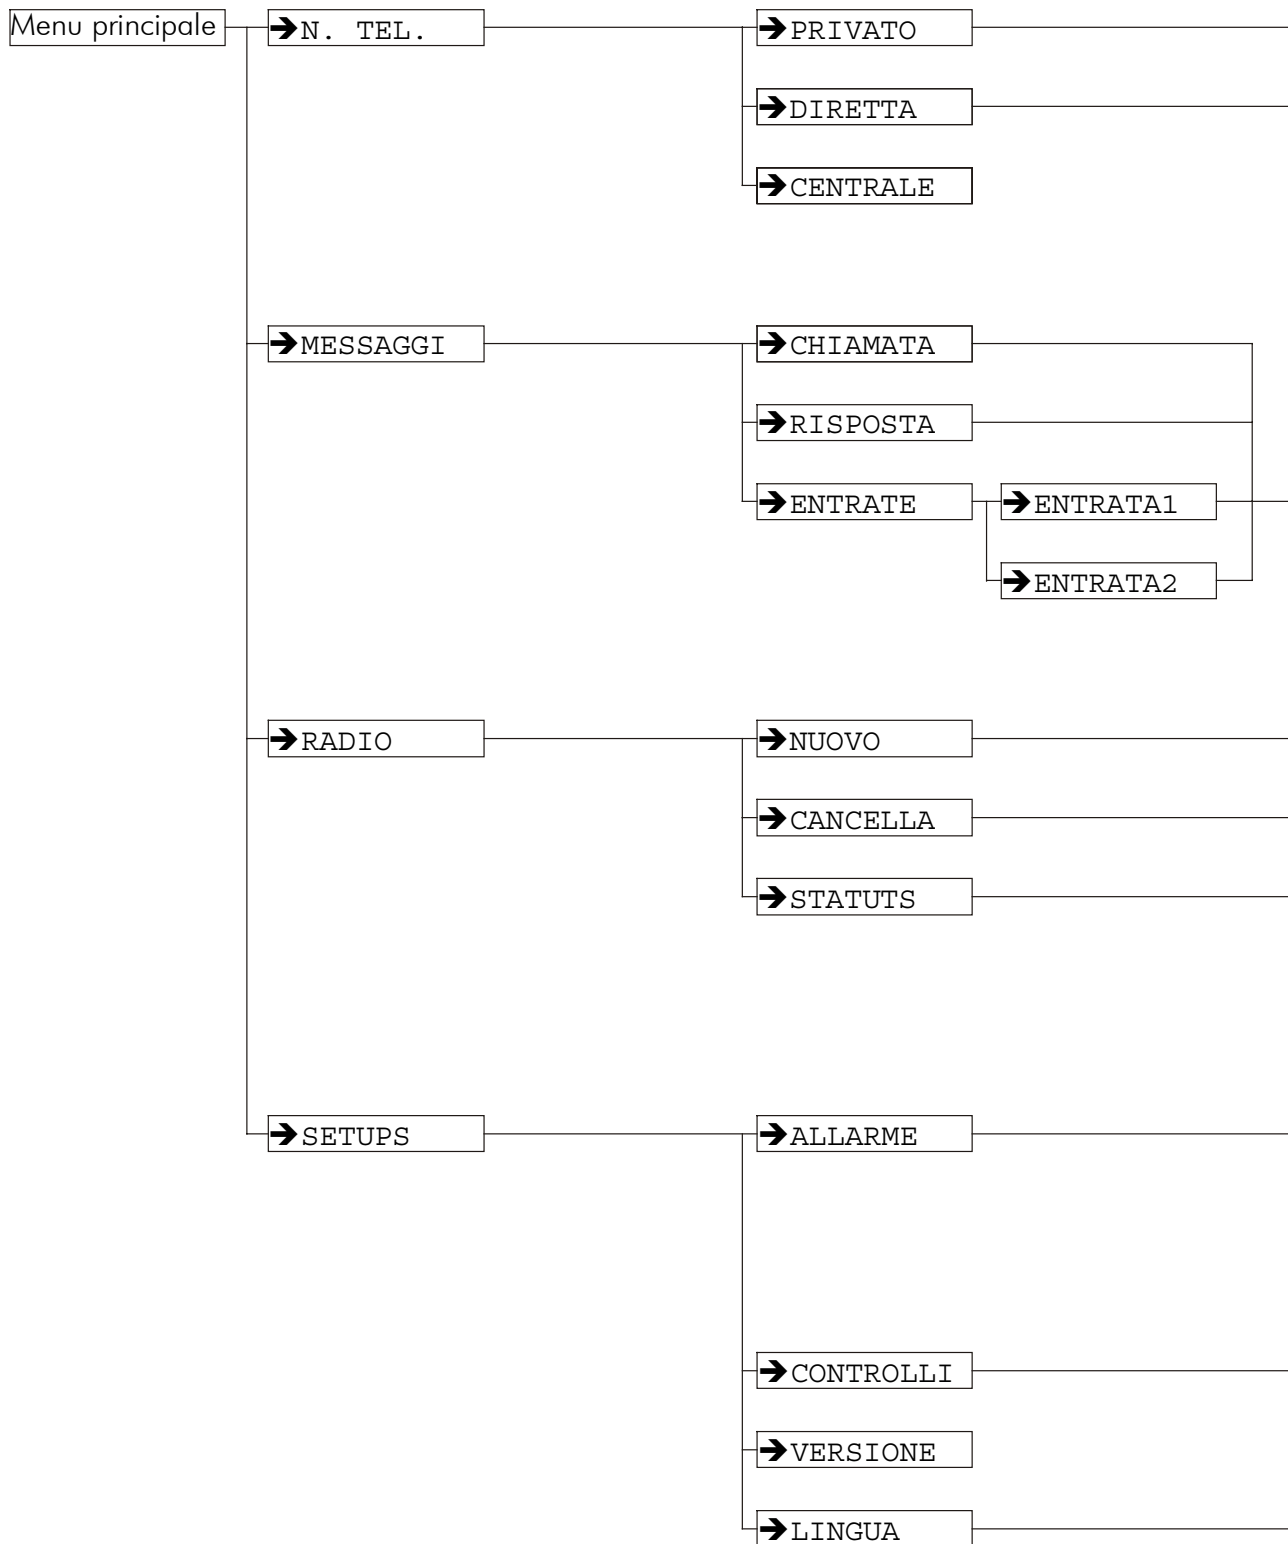 Menu principale
➔N. TEL.
➔PRIVATO
➔DIRETTA
➔CENTRALE
➔MESSAGGI
➔CHIAMATA
➔RISPOSTA
➔ENTRATE
➔ENTRATA1
➔ENTRATA2
➔RADIO
➔NUOVO
➔CANCELLA
➔STATUTS
➔SETUPS
➔ALLARME
➔CONTROLLI
➔VERSIONE
➔LINGUA